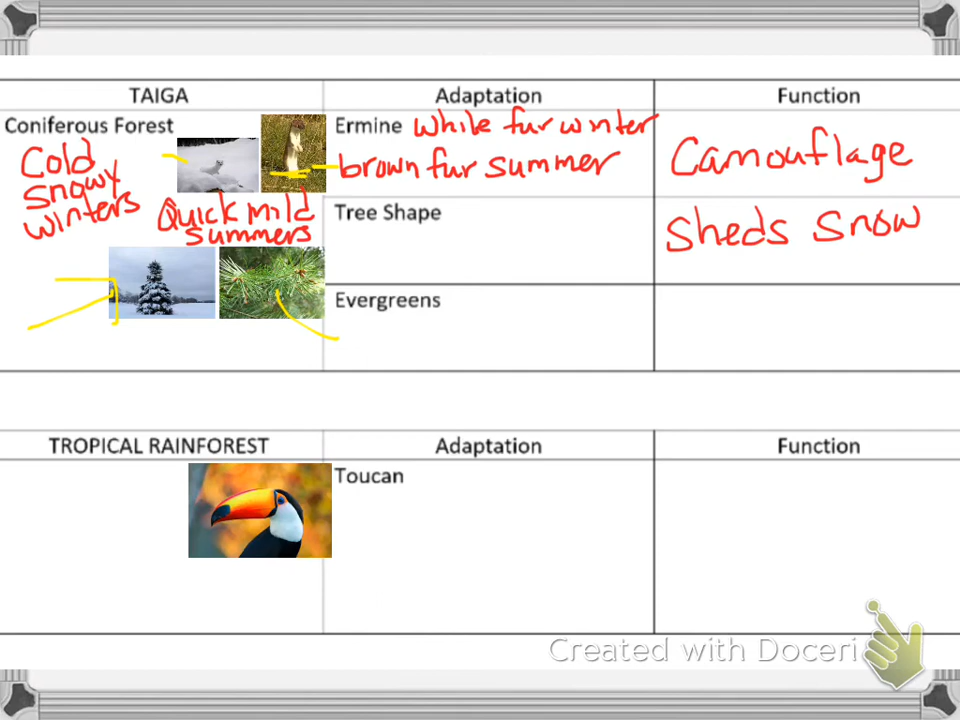 TAIGA
Adaptation
Function
Coniferous Forest
Cold
snowy
winters
Quick mild
summers
Ermine while fur winter
brown fur summer
Camouflage
Tree Shape
Sheds snow
Evergreens
TROPICAL RAINFOREST
Adaptation
Function
Toucan
Created with Doceri